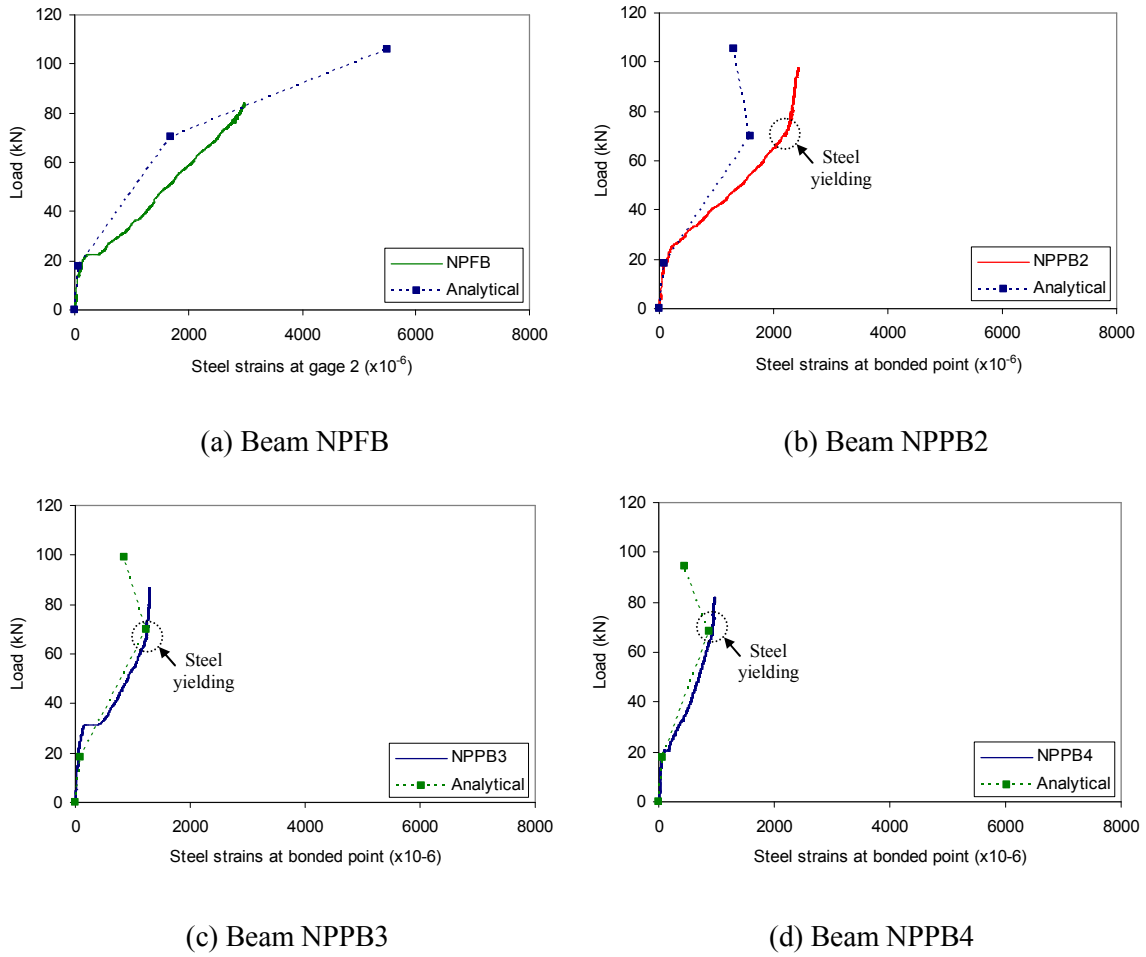 120
100
80
60
40
20
0
Load (kN)
0 2000 4000 6000 8000
Steel strains at gage 2 (x10⁻⁶)
NPFB
Analytical
(a) Beam NPFB
120
100
80
60
40
20
0
Load (kN)
0 2000 4000 6000 8000
Steel strains at bonded point (x10⁻⁶)
Steel
yielding
NPPB2
Analytical
(b) Beam NPPB2
120
100
80
60
40
20
0
Load (kN)
0 2000 4000 6000 8000
Steel strains at bonded point (x10-6)
Steel
yielding
NPPB3
Analytical
(c) Beam NPPB3
120
100
80
60
40
20
0
Load (kN)
0 2000 4000 6000 8000
Steel strains at bonded point (x10-6)
Steel
yielding
NPPB4
Analytical
(d) Beam NPPB4